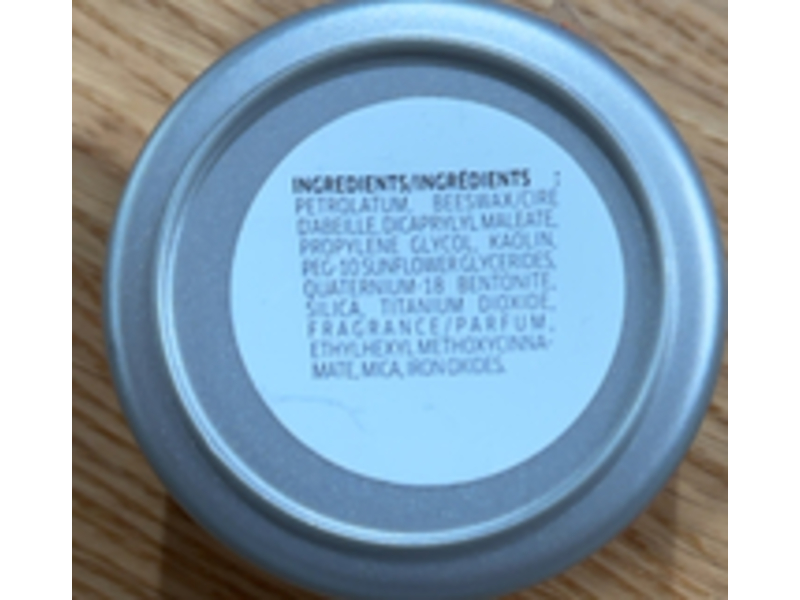 INGREDIENTS/INGRÉDIENTS :
PETROLATUM, BEESWAX/CIRE
D'ABEILLE, DICAPRYLYL MALEATE,
PROPYLENE GLYCOL, KAOLIN,
PEG-10 SUNFLOWER GLYCERIDES,
QUATERNIUM-18 BENTONITE,
SILICA, TITANIUM DIOXIDE,
FRAGRANCE/PARFUM,
ETHYLHEXYL METHOXYCINNA-
MATE, MICA, IRON OXIDES.